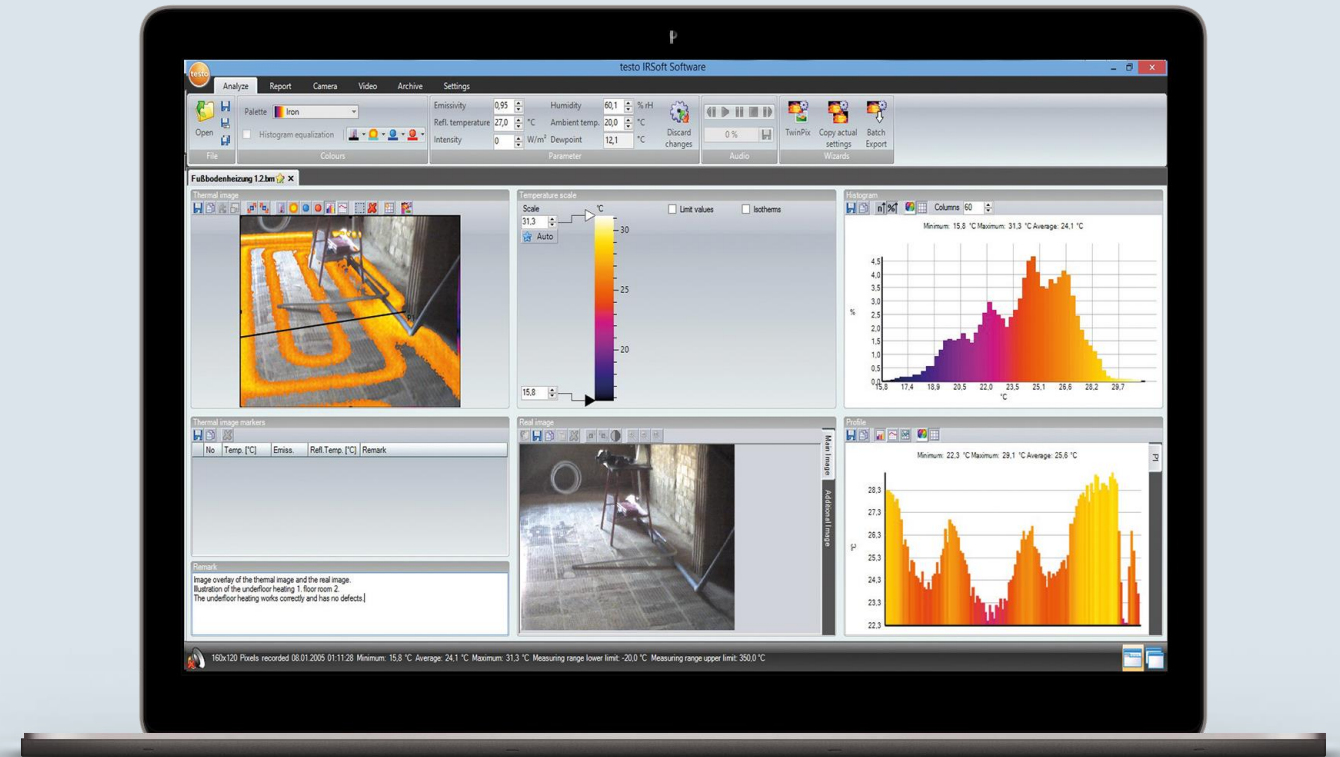 testo IRSoft Software
testo
Analyze Report Camera Video Archive Settings
Open
File
Palette Iron
Histogram equalization
Colours
Emissivity 0,95 Humidity 60,1 % rH
Refl. temperature 27,0 °C Ambient temp. 20,0 °C
Intensity 0 W/m² Dewpoint 12,1 °C
Parameter
Discard
changes
0 %
Audio
TwinPix Copy actual Batch
settings Export
Wizards
Fußbodenheizung 1.2.bmt
Thermal image
P1
Temperature scale
Scale °C
31,3
Auto
Limit values Isotherms
30
25
20
15,8
Histogram
n % Columns 60
Minimum: 15,8 °C Maximum: 31,3 °C Average: 24,1 °C
4,5
4,0
3,5
3,0
2,5
2,0
1,5
1,0
0,5
0,0
%
15,8 17,4 18,9 20,5 22,0 23,5 25,1 26,6 28,2 29,7
°C
Thermal image markers
No Temp. [°C] Emiss. Refl.Temp. [°C] Remark
Remark
Image overlay of the thermal image and the real image.
Illustration of the underfloor heating 1. floor room 2.
The underfloor heating works correctly and has no defects.
Real image
Main Image
Additional Image
Profile
P1
Minimum: 22,3 °C Maximum: 29,1 °C Average: 25,6 °C
28,3
27,3
26,3
25,3
24,3
23,3
22,3
°C
160x120 Pixels recorded 08.01.2005 01:11:28 Minimum: 15,8 °C Average: 24,1 °C Maximum: 31,3 °C Measuring range lower limit: -20,0 °C Measuring range upper limit: 350,0 °C